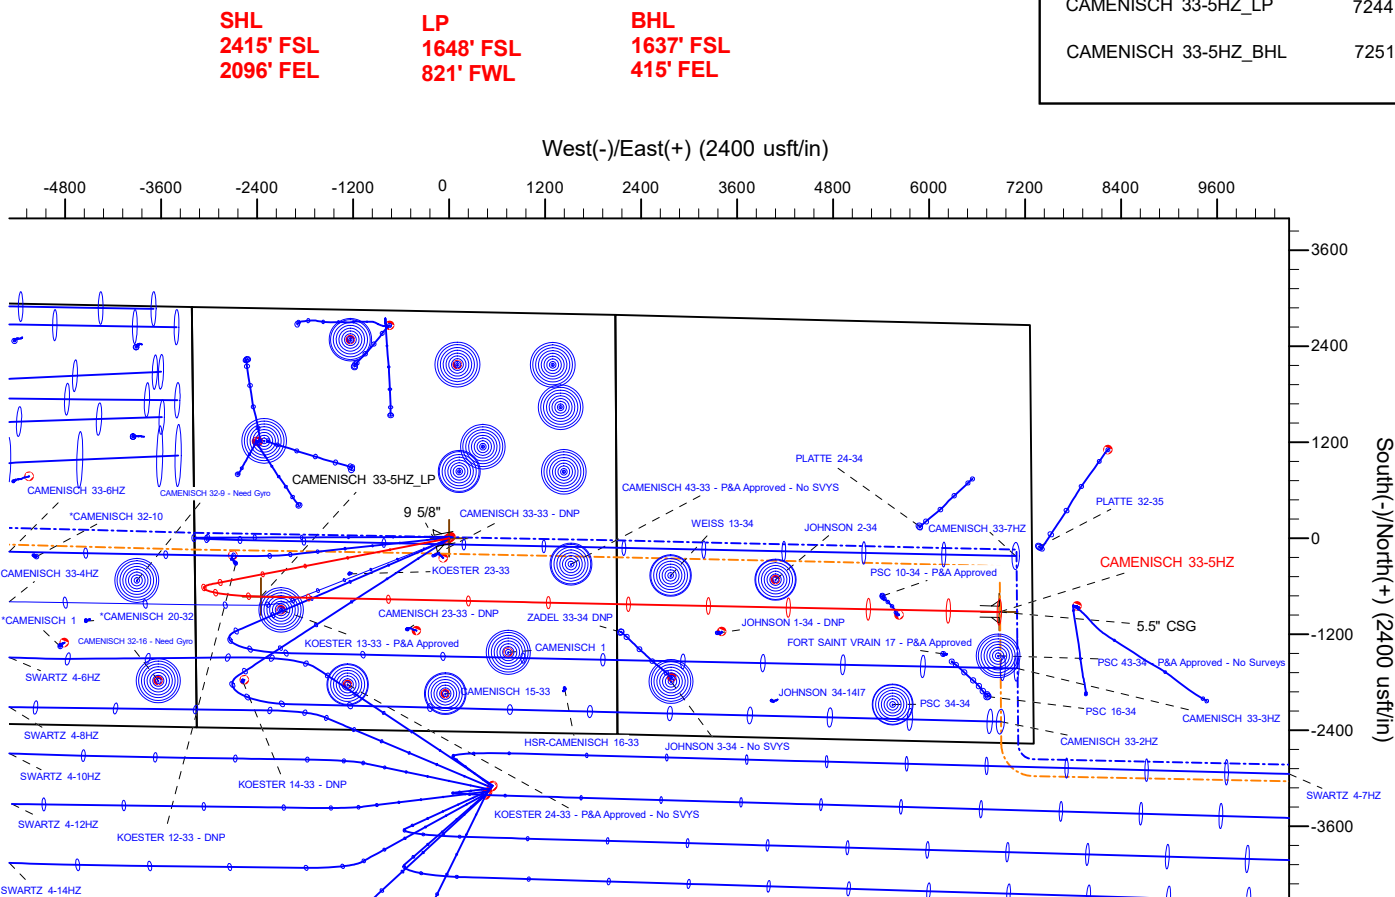 SHL
2415' FSL
2096' FEL
LP
1648' FSL
821' FWL
BHL
1637' FSL
415' FEL
CAMENISCH 33-5HZ_LP 7244
CAMENISCH 33-5HZ_BHL 7251
West(-)/East(+) (2400 usft/in)
-4800 -3600 -2400 -1200 0 1200 2400 3600 4800 6000 7200 8400 9600
3600
2400
1200
0
-1200
-2400
-3600
South(-)/North(+) (2400 usft/in)
PLATTE 24-34
CAMENISCH 33-5HZ_LP
CAMENISCH 33-6HZ
CAMENISCH 32-9 - Need Gyro
CAMENISCH 43-33 - P&A Approved - No SVYS
PLATTE 32-35
9 5/8"
CAMENISCH 33-33 - DNP
*CAMENISCH 32-10
WEISS 13-34
JOHNSON 2-34
CAMENISCH 33-7HZ
CAMENISCH 33-5HZ
CAMENISCH 33-4HZ
KOESTER 23-33
PSC 10-34 - P&A Approved
*CAMENISCH 1
*CAMENISCH 20-32
CAMENISCH 23-33 - DNP
ZADEL 33-34 DNP
JOHNSON 1-34 - DNP
5.5" CSG
CAMENISCH 32-16 - Need Gyro
KOESTER 13-33 - P&A Approved
CAMENISCH 1
FORT SAINT VRAIN 17 - P&A Approved
PSC 43-34 - P&A Approved - No Surveys
SWARTZ 4-6HZ
CAMENISCH 15-33
JOHNSON 34-14I7
PSC 34-34
PSC 16-34
CAMENISCH 33-3HZ
SWARTZ 4-8HZ
HSR-CAMENISCH 16-33
JOHNSON 3-34 - No SVYS
CAMENISCH 33-2HZ
SWARTZ 4-10HZ
KOESTER 14-33 - DNP
SWARTZ 4-7HZ
SWARTZ 4-12HZ
KOESTER 24-33 - P&A Approved - No SVYS
KOESTER 12-33 - DNP
SWARTZ 4-14HZ